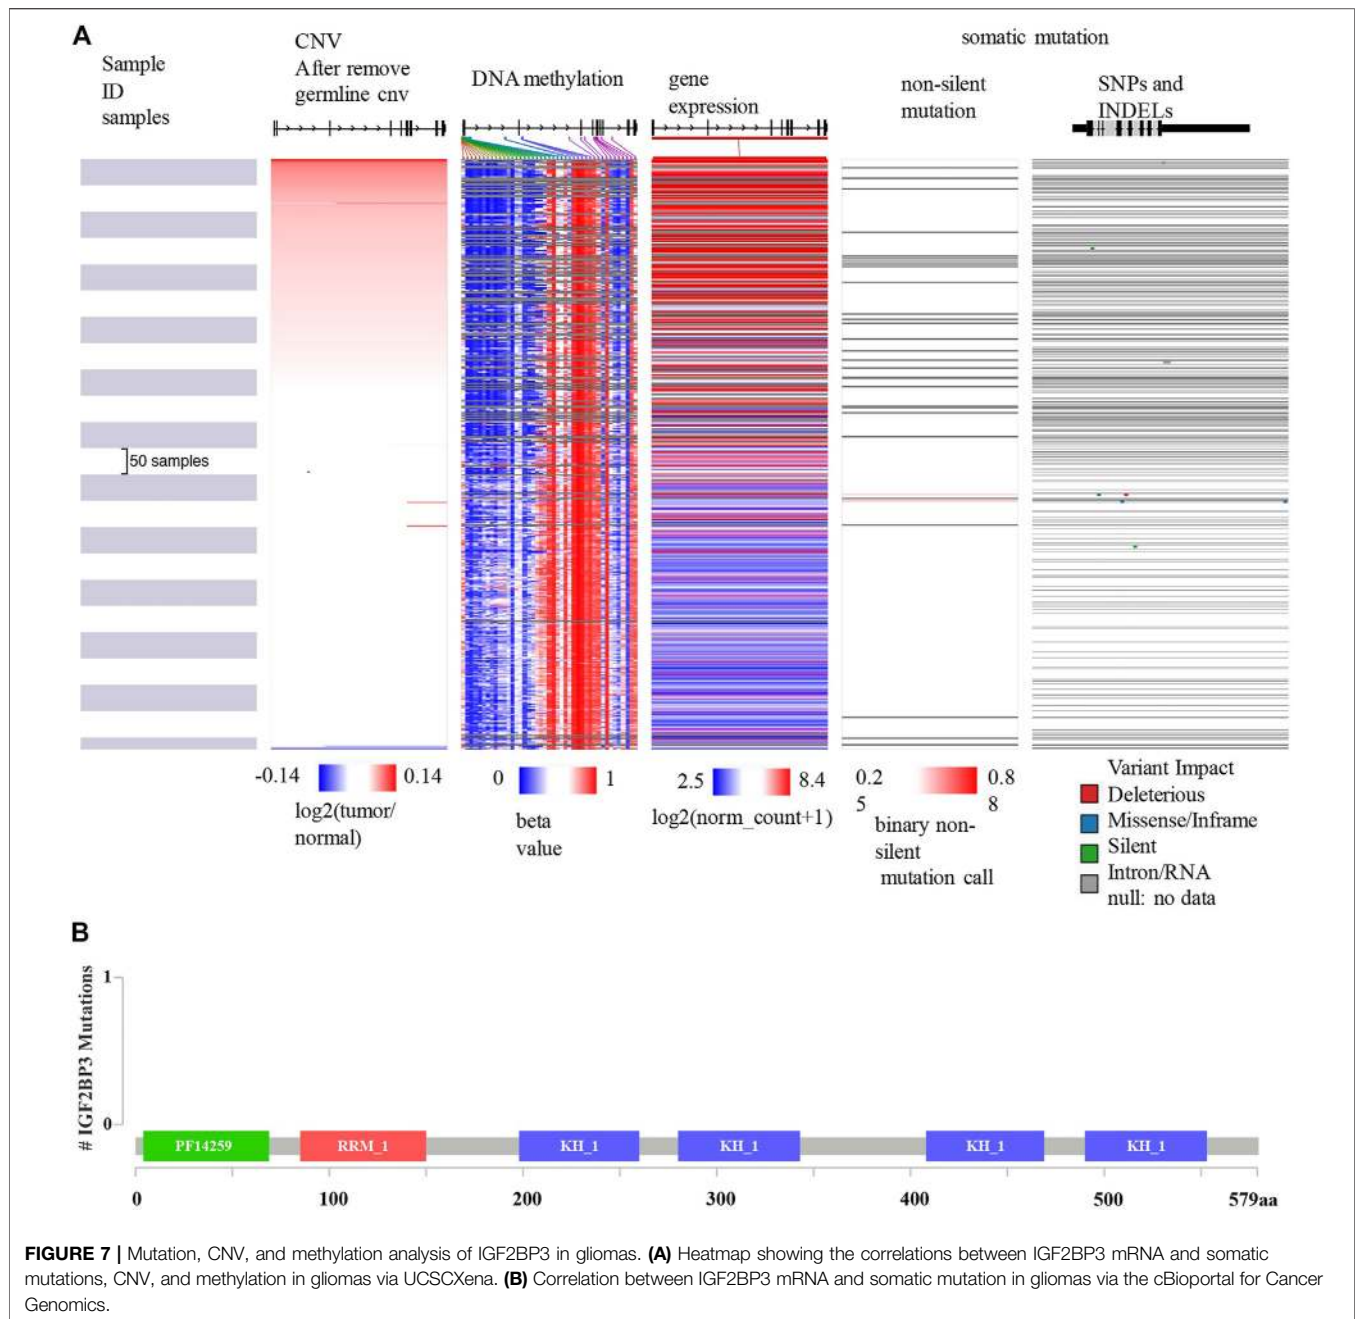 A
Sample
ID
samples
CNV
After remove
germline cnv
DNA methylation
gene
expression
somatic mutation
non-silent
mutation
SNPs and
INDELs
50 samples
-0.14
0.14
log2(tumor/
normal)
0
1
beta
value
2.5
8.4
log2(norm_count+1)
0.2
5
0.8
8
binary non-
silent
mutation call
Variant Impact
Deleterious
Missense/Inframe
Silent
Intron/RNA
null: no data
B
# IGF2BP3 Mutations
1
0
PF14259
RRM_1
KH_1
KH_1
KH_1
KH_1
0
100
200
300
400
500
579aa
FIGURE 7 | Mutation, CNV, and methylation analysis of IGF2BP3 in gliomas. (A) Heatmap showing the correlations between IGF2BP3 mRNA and somatic
mutations, CNV, and methylation in gliomas via UCSCXena. (B) Correlation between IGF2BP3 mRNA and somatic mutation in gliomas via the cBioportal for Cancer
Genomics.